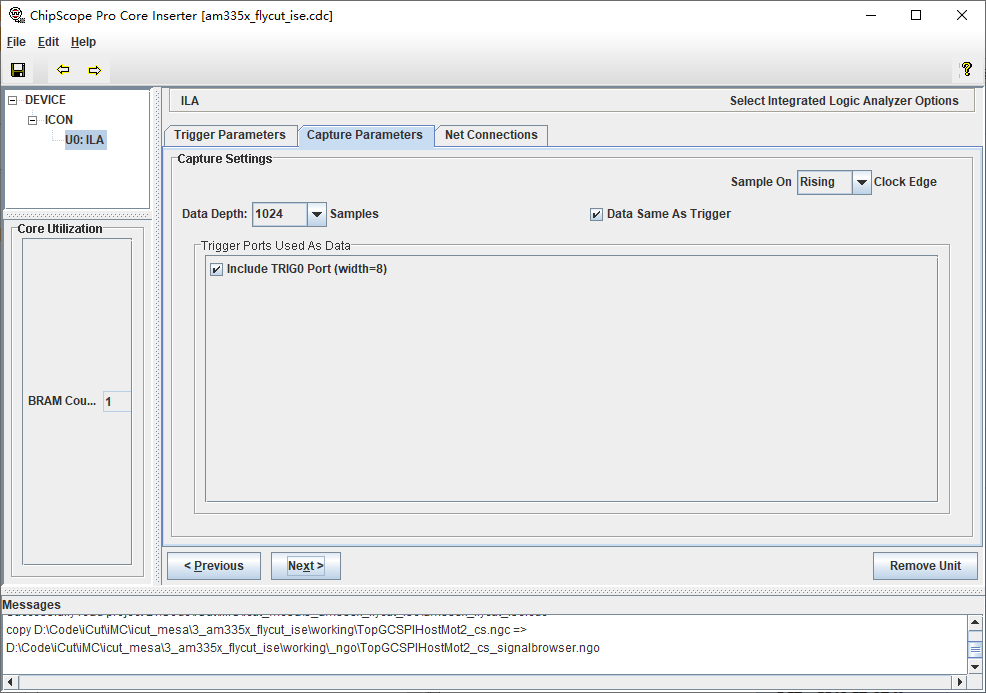 ChipScope Pro Core Inserter [am335x_flycut_ise.cdc]
File Edit Help
DEVICE
ICON
U0: ILA
Core Utilization
BRAM Cou... 1
ILA Select Integrated Logic Analyzer Options
Trigger Parameters Capture Parameters Net Connections
Capture Settings
Sample On Rising Clock Edge
Data Depth: 1024 Samples Data Same As Trigger
Trigger Ports Used As Data
Include TRIG0 Port (width=8)
< Previous Next > Remove Unit
Messages
copy D:\Code\iCut\iMC\icut_mesa\3_am335x_flycut_ise\working\TopGCSPIHostMot2_cs.ngc =>
D:\Code\iCut\iMC\icut_mesa\3_am335x_flycut_ise\working\_ngo\TopGCSPIHostMot2_cs_signalbrowser.ngo